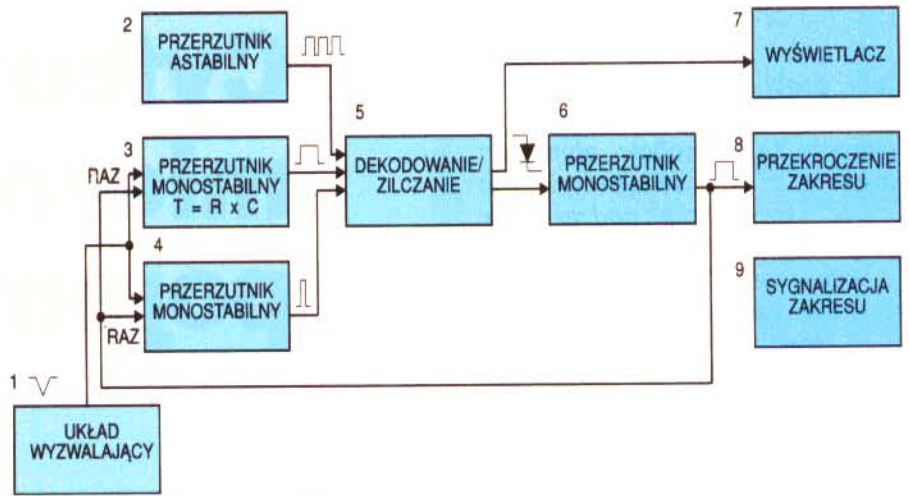 1
UKŁAD
WYZWALAJĄCY
2
PRZERZUTNIK
ASTABILNY
3
PRZERZUTNIK
MONOSTABILNY
T = R x C
RAZ
4
PRZERZUTNIK
MONOSTABILNY
RAZ
5
DEKODOWANIE/
ZILCZANIE
6
PRZERZUTNIK
MONOSTABILNY
7
WYŚWIETLACZ
8
PRZEKROCZENIE
ZAKRESU
9
SYGNALIZACJA
ZAKRESU